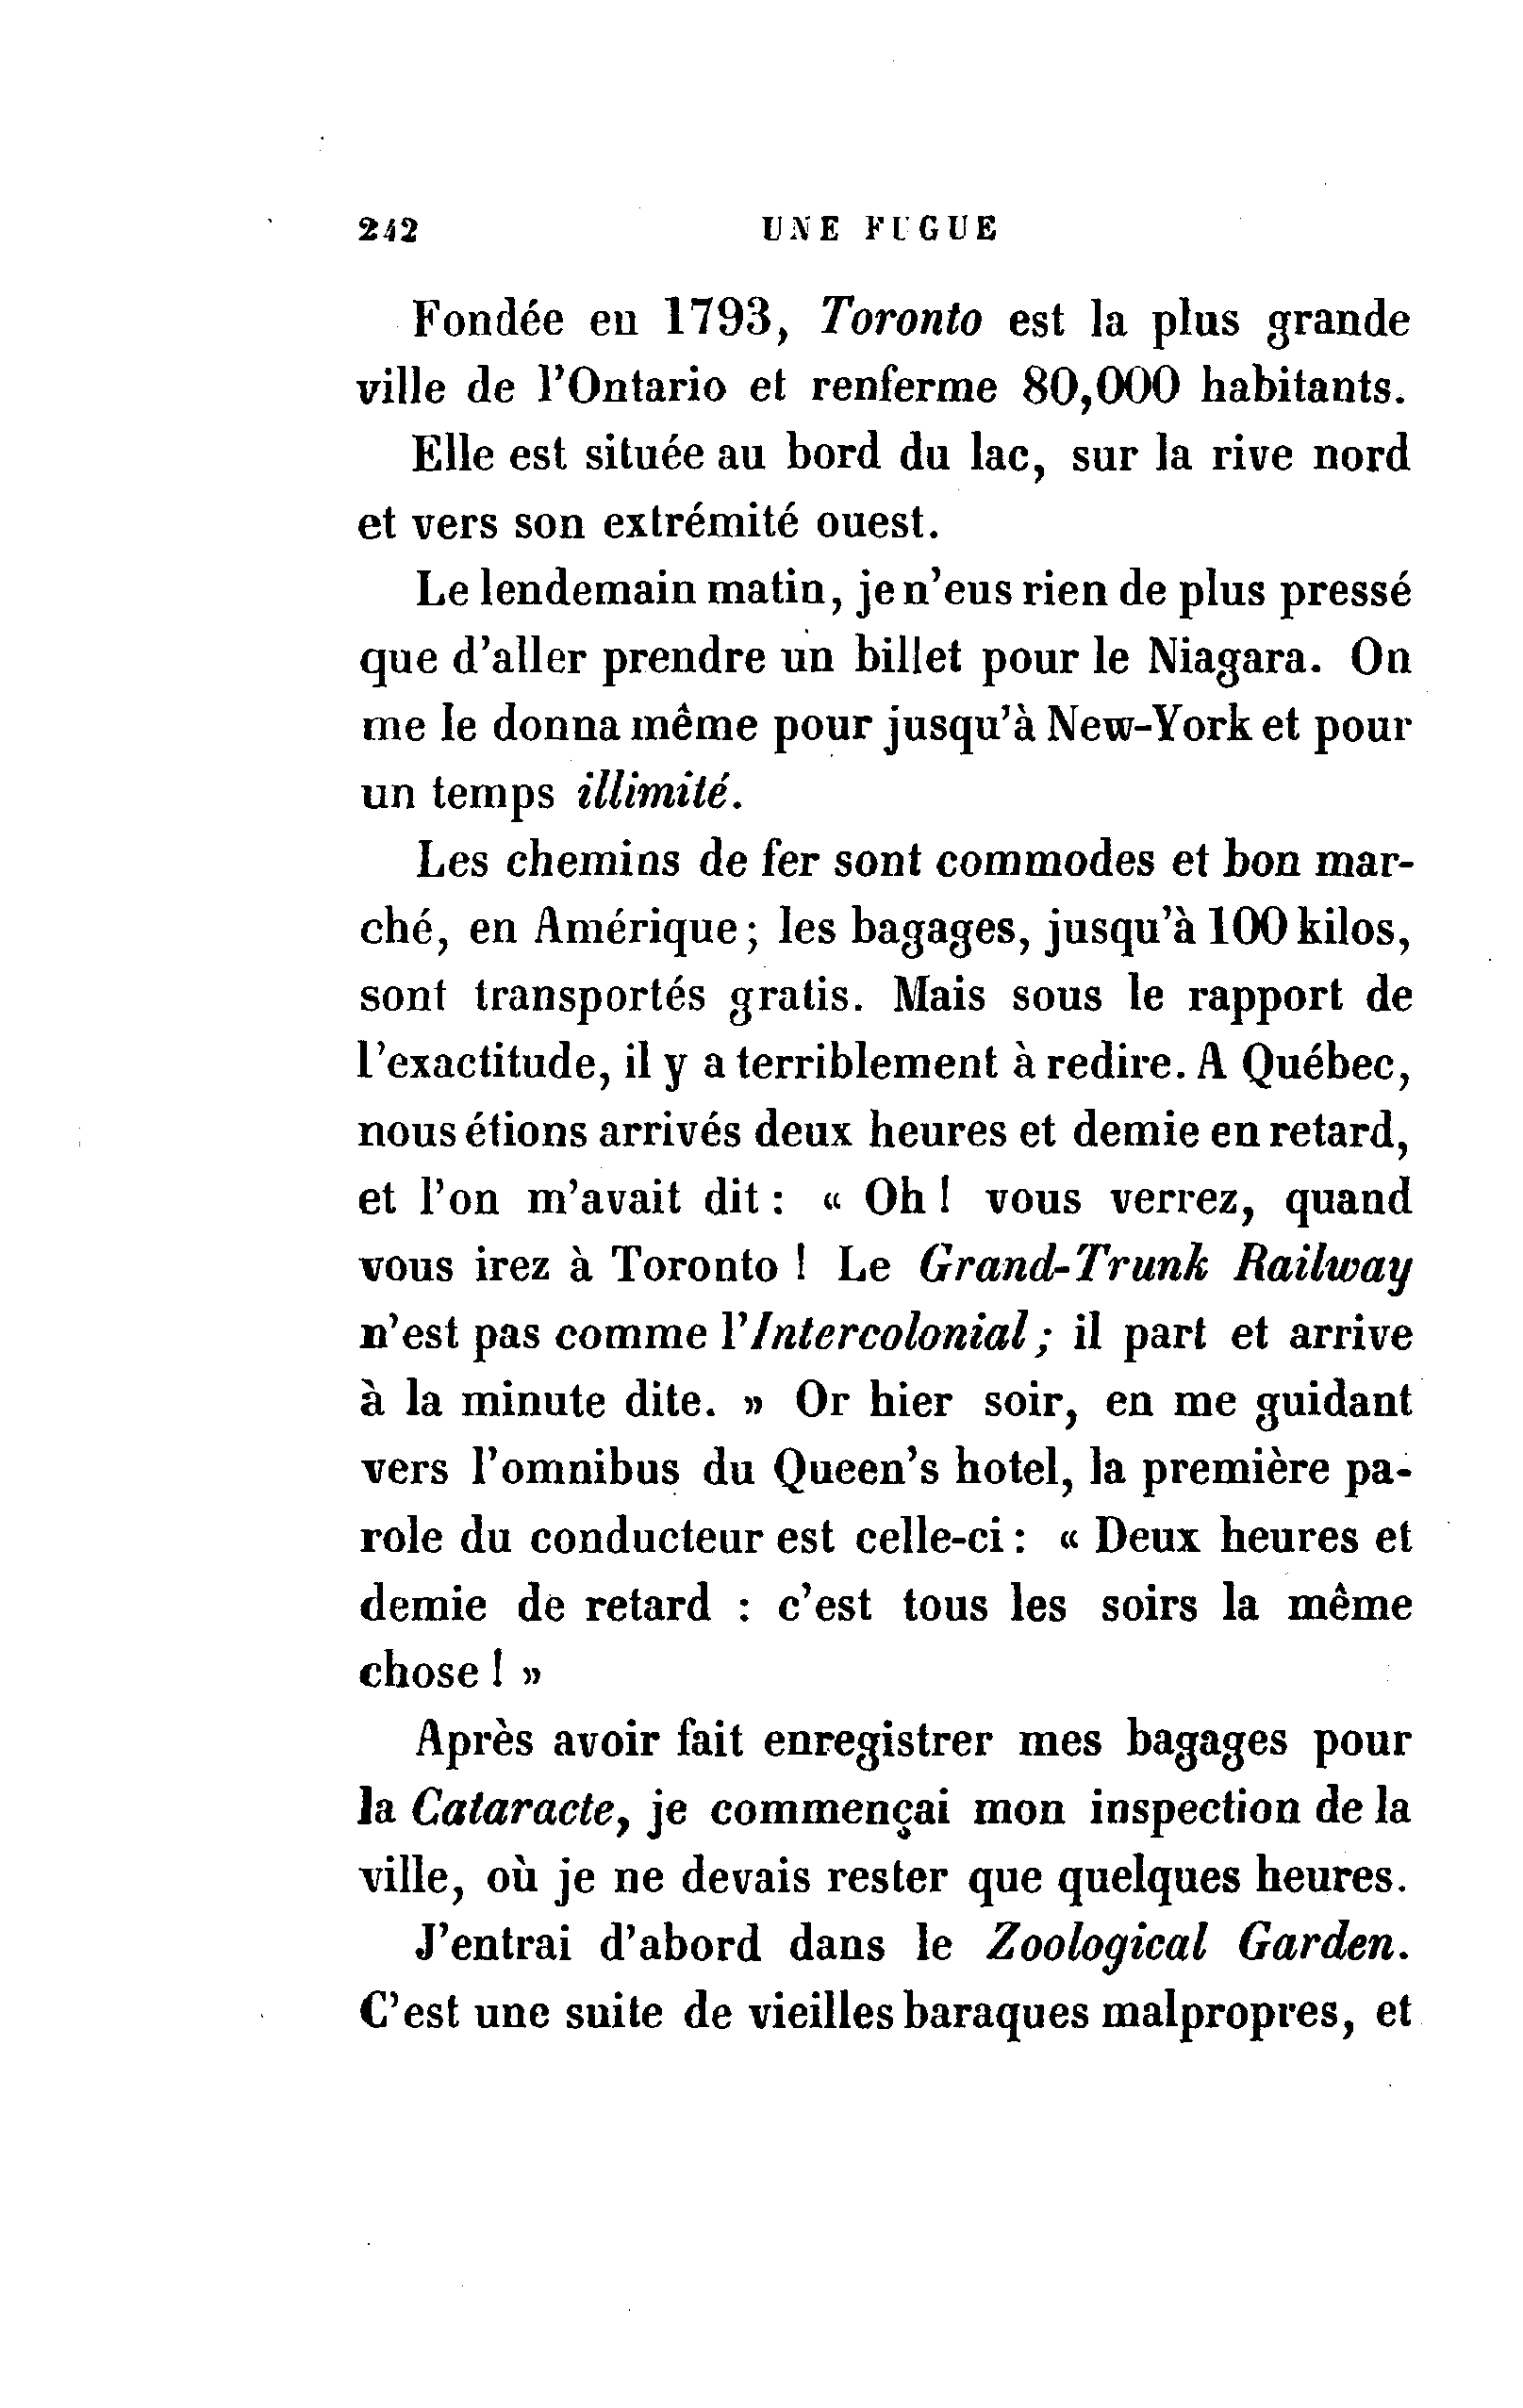 242 UNE FUGUE
Fondée en 1793, Toronto est la plus grande
ville de l'Ontario et renferme 80,000 habitants.
Elle est située au bord du lac, sur la rive nord
et vers son extrémité ouest.
Le lendemain matin, je n'eus rien de plus pressé
que d'aller prendre un billet pour le Niagara. On
me le donna même pour jusqu'à New-York et pour
un temps illimité.
Les chemins de fer sont commodes et bon mar-
ché, en Amérique; les bagages, jusqu'à 100 kilos,
sont transportés gratis. Mais sous le rapport de
l'exactitude, il y a terriblement à redire. A Québec,
nous étions arrivés deux heures et demie en retard,
et l'on m'avait dit : « Oh ! vous verrez, quand
vous irez à Toronto ! Le Grand-Trunk Railway
n'est pas comme l'Intercolonial ; il part et arrive
à la minute dite. » Or hier soir, en me guidant
vers l'omnibus du Queen's hotel, la première pa-
role du conducteur est celle-ci : « Deux heures et
demie de retard : c'est tous les soirs la même
chose ! »
Après avoir fait enregistrer mes bagages pour
la Cataracte, je commençai mon inspection de la
ville, où je ne devais rester que quelques heures.
J'entrai d'abord dans le Zoological Garden.
C'est une suite de vieilles baraques malpropres, et